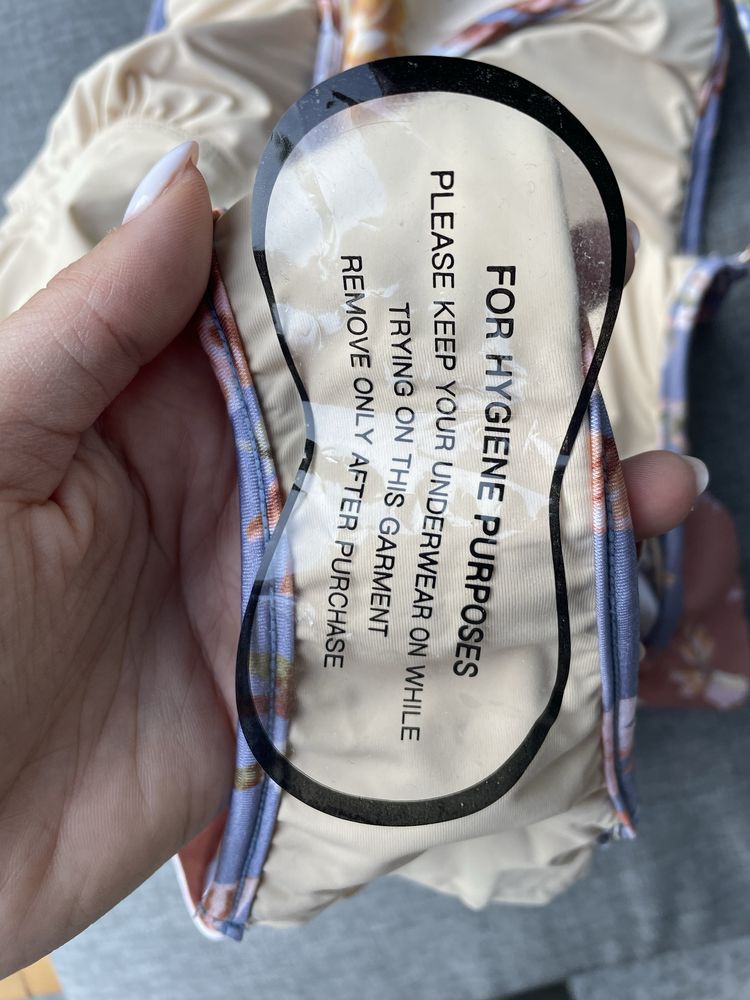 FOR HYGIENE PURPOSES
PLEASE KEEP YOUR UNDERWEAR ON WHILE
TRYING ON THIS GARMENT
REMOVE ONLY AFTER PURCHASE